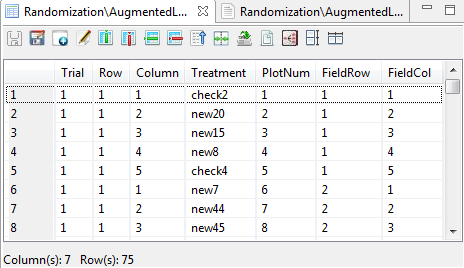 Randomization\AugmentedL... Randomization\AugmentedL...
Trial Row Column Treatment PlotNum FieldRow FieldCol
1 1 1 1 check2 1 1 1
2 1 1 2 new20 2 1 2
3 1 1 3 new15 3 1 3
4 1 1 4 new8 4 1 4
5 1 1 5 check4 5 1 5
6 1 1 1 new7 6 2 1
7 1 1 2 new44 7 2 2
8 1 1 3 new45 8 2 3
Column(s): 7 Row(s): 75